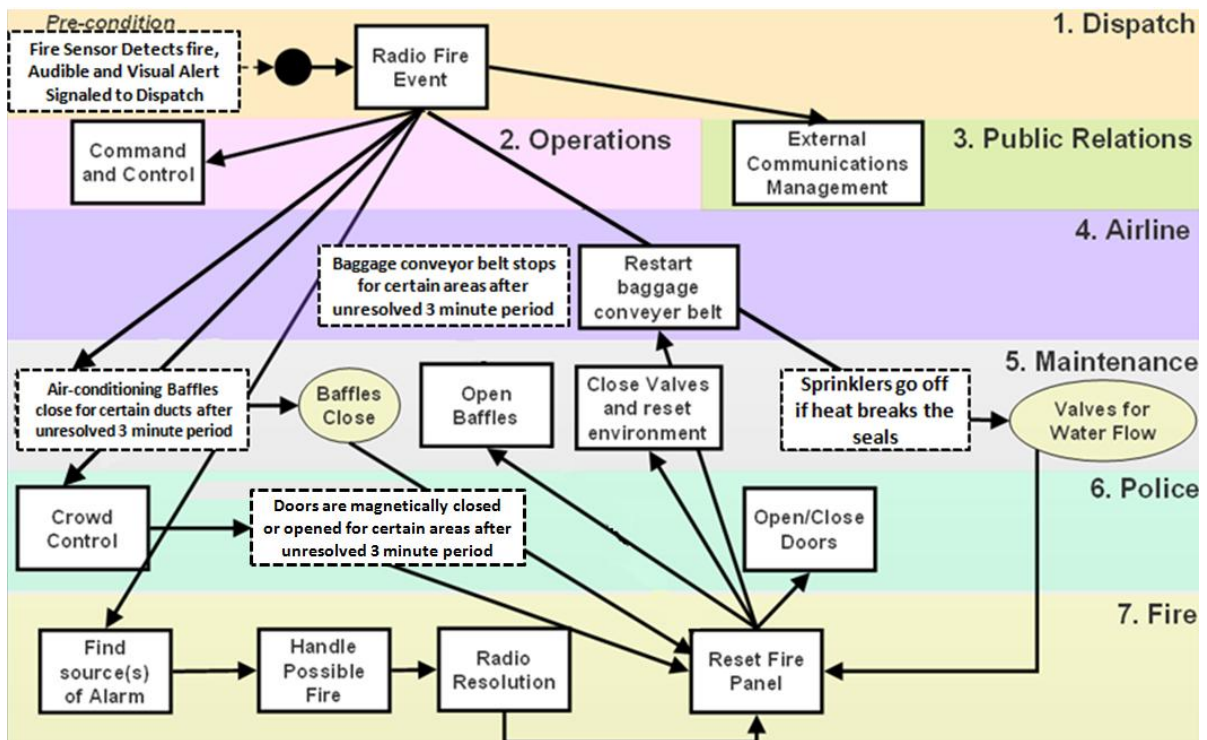 Pre-condition
1. Dispatch
Fire Sensor Detects fire,
Audible and Visual Alert
Signaled to Dispatch
Radio Fire
Event
Command
and Control
2. Operations
External
Communications
Management
3. Public Relations
4. Airline
Baggage conveyor belt stops
for certain areas after
unresolved 3 minute period
Restart
baggage
conveyer belt
5. Maintenance
Air-conditioning Baffles
close for certain ducts after
unresolved 3 minute period
Baffles
Close
Open
Baffles
Close Valves
and reset
environment
Sprinklers go off
if heat breaks the
seals
Valves for
Water Flow
6. Police
Crowd
Control
Doors are magnetically closed
or opened for certain areas after
unresolved 3 minute period
Open/Close
Doors
7. Fire
Find
source(s)
of Alarm
Handle
Possible
Fire
Radio
Resolution
Reset Fire
Panel